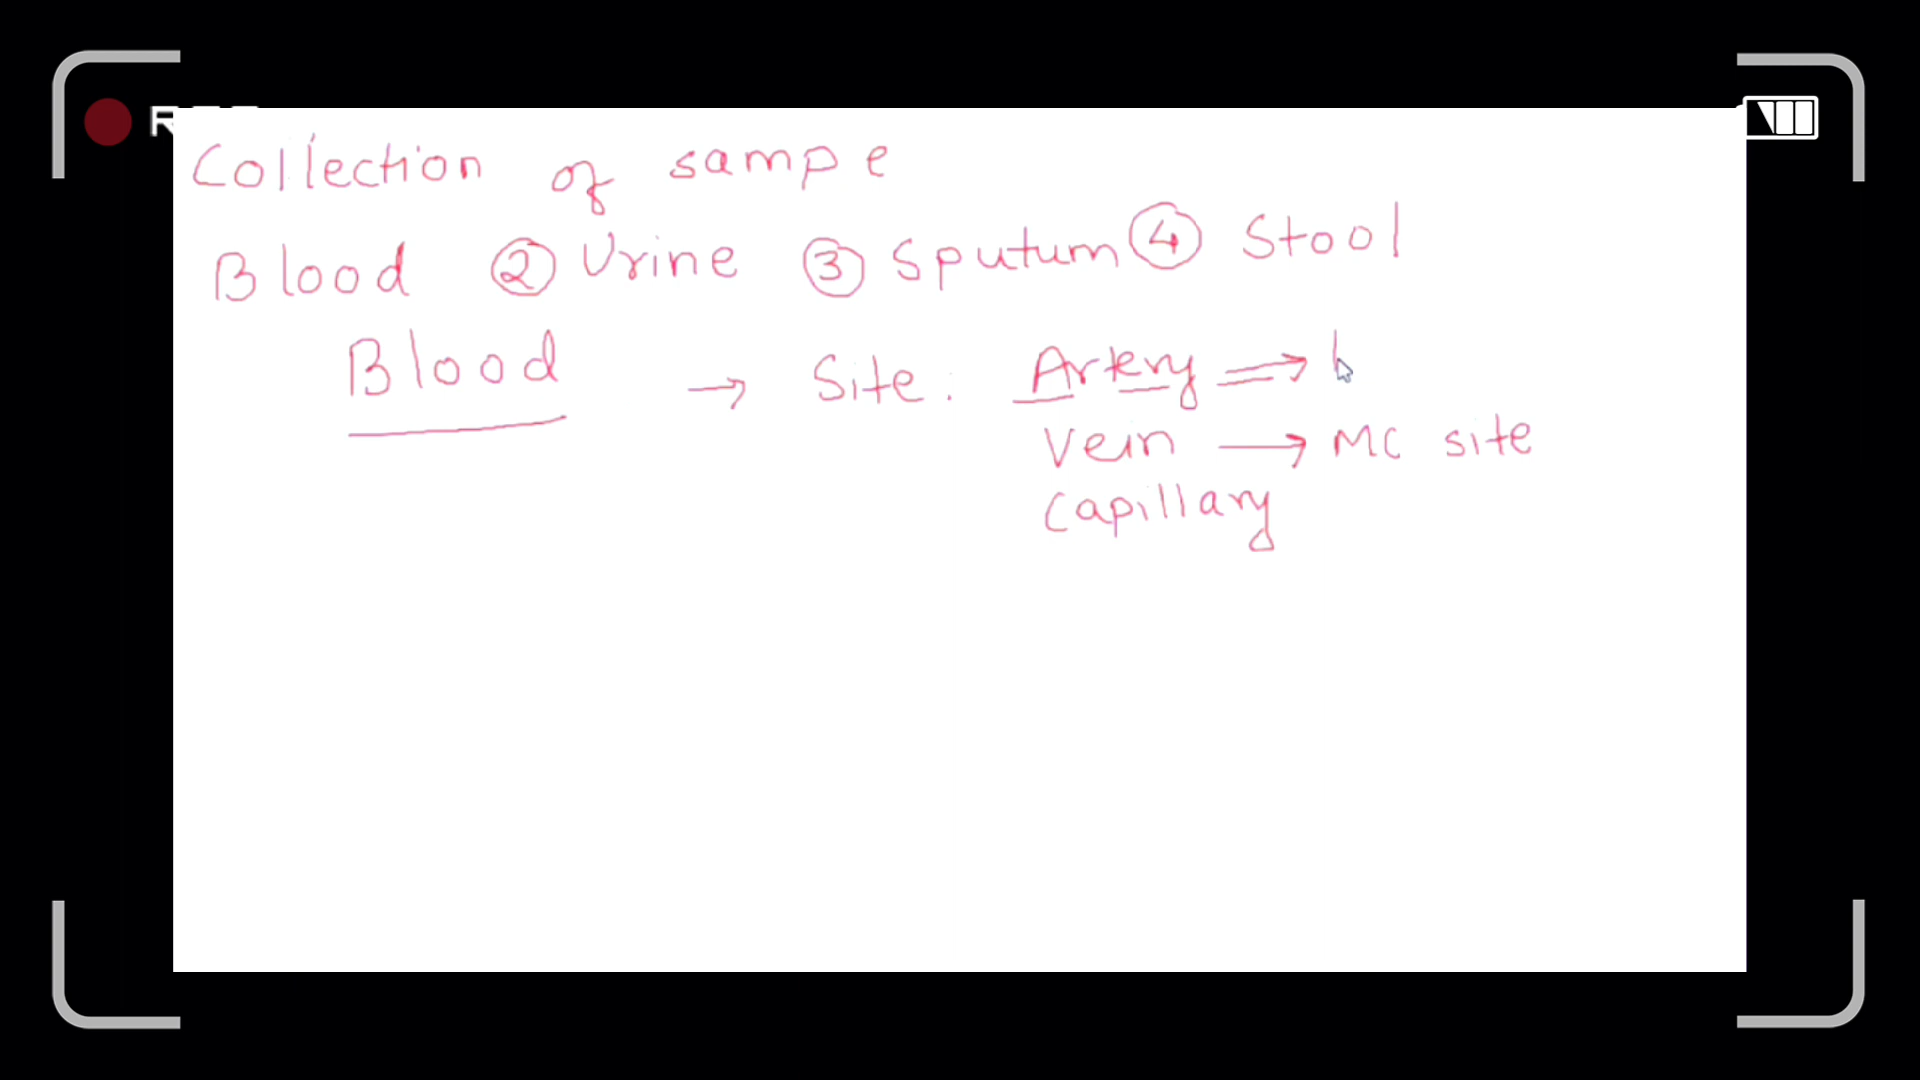 Collection of sampe
Blood ② Urine ③ Sputum ④ Stool
Blood → Site: Artery ⇒
Vein → MC site
Capillary